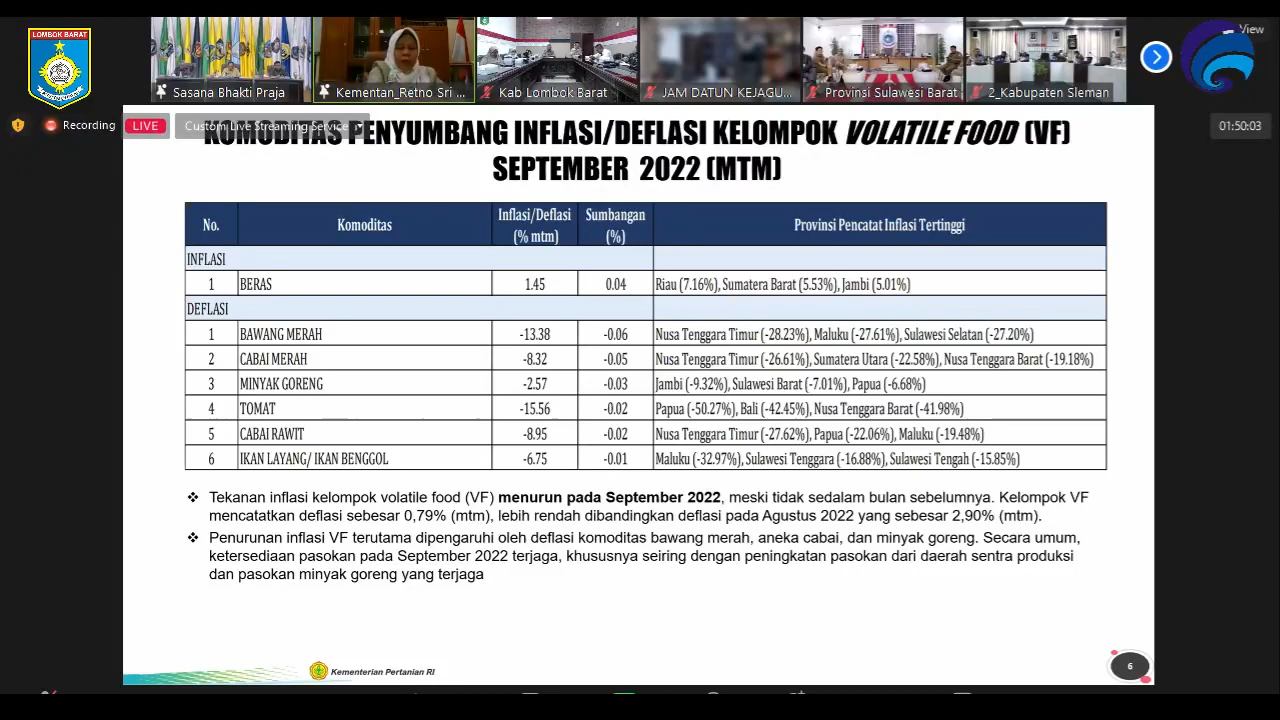 LOMBOK BARAT
View
Sasana Bhakti Praja
Kementan_Retno Sri ...
Kab Lombok Barat
JAM DATUN KEJAGU...
Provinsi Sulawesi Barat
2_Kabupaten Sleman
Recording
LIVE
Custom Live Streaming Service
01:50:03
KOMODITAS PENYUMBANG INFLASI/DEFLASI KELOMPOK VOLATILE FOOD (VF)
SEPTEMBER 2022 (MTM)
No. Komoditas Inflasi/Deflasi (% mtm) Sumbangan (%) Provinsi Pencatat Inflasi Tertinggi
INFLASI
1 BERAS 1.45 0.04 Riau (7.16%), Sumatera Barat (5.53%), Jambi (5.01%)
DEFLASI
1 BAWANG MERAH -13.38 -0.06 Nusa Tenggara Timur (-28.23%), Maluku (-27.61%), Sulawesi Selatan (-27.20%)
2 CABAI MERAH -8.32 -0.05 Nusa Tenggara Timur (-26.61%), Sumatera Utara (-22.58%), Nusa Tenggara Barat (-19.18%)
3 MINYAK GORENG -2.57 -0.03 Jambi (-9.32%), Sulawesi Barat (-7.01%), Papua (-6.68%)
4 TOMAT -15.56 -0.02 Papua (-50.27%), Bali (-42.45%), Nusa Tenggara Barat (-41.98%)
5 CABAI RAWIT -8.95 -0.02 Nusa Tenggara Timur (-27.62%), Papua (-22.06%), Maluku (-19.48%)
6 IKAN LAYANG/ IKAN BENGGOL -6.75 -0.01 Maluku (-32.97%), Sulawesi Tenggara (-16.88%), Sulawesi Tengah (-15.85%)
❖ Tekanan inflasi kelompok volatile food (VF) menurun pada September 2022, meski tidak sedalam bulan sebelumnya. Kelompok VF
mencatatkan deflasi sebesar 0,79% (mtm), lebih rendah dibandingkan deflasi pada Agustus 2022 yang sebesar 2,90% (mtm).
❖ Penurunan inflasi VF terutama dipengaruhi oleh deflasi komoditas bawang merah, aneka cabai, dan minyak goreng. Secara umum,
ketersediaan pasokan pada September 2022 terjaga, khususnya seiring dengan peningkatan pasokan dari daerah sentra produksi
dan pasokan minyak goreng yang terjaga
Kementerian Pertanian RI
6